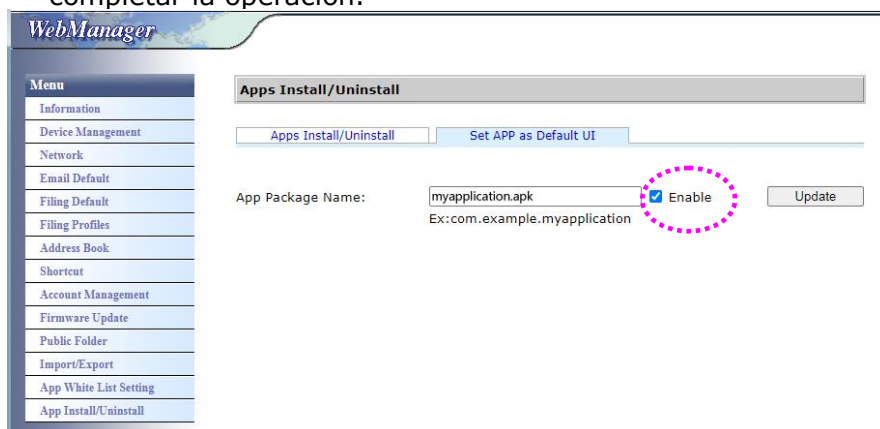 completar la operación.
WebManager
Menu
Information
Device Management
Network
Email Default
Filing Default
Filing Profiles
Address Book
Shortcut
Account Management
Firmware Update
Public Folder
Import/Export
App White List Setting
App Install/Uninstall
Apps Install/Uninstall
Apps Install/Uninstall Set APP as Default UI
App Package Name: myapplication.apk Enable Update
Ex:com.example.myapplication